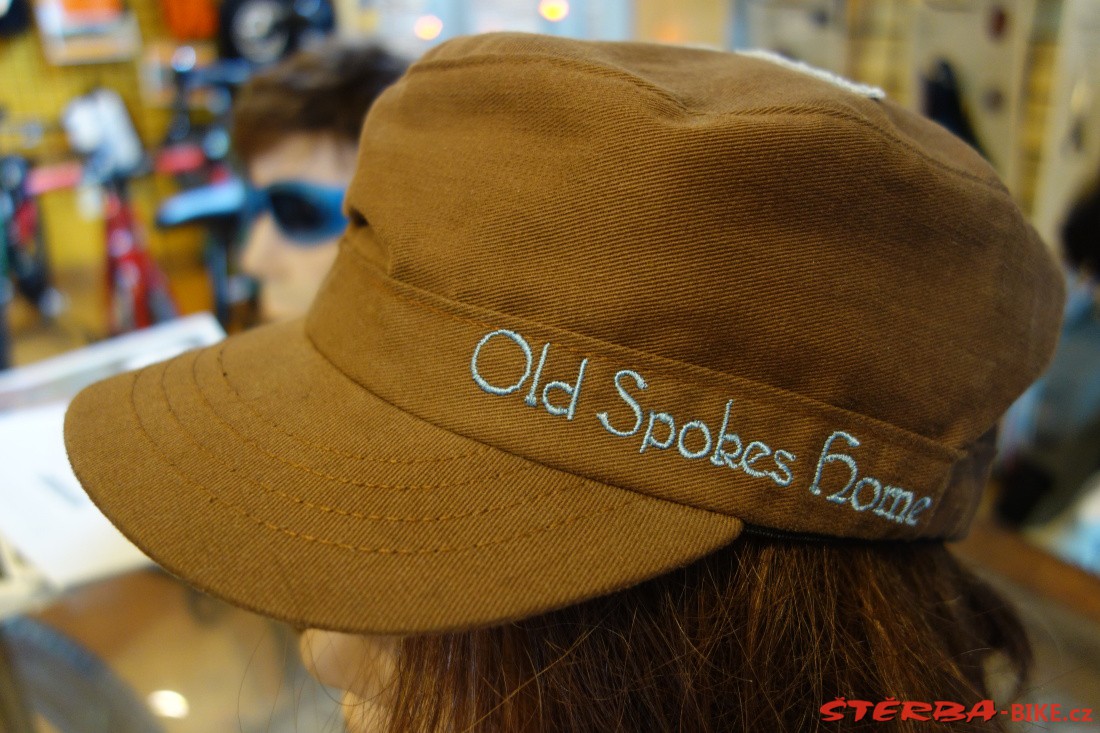 Old Spokes Home
ŠTĚRBA-BIKE.cz